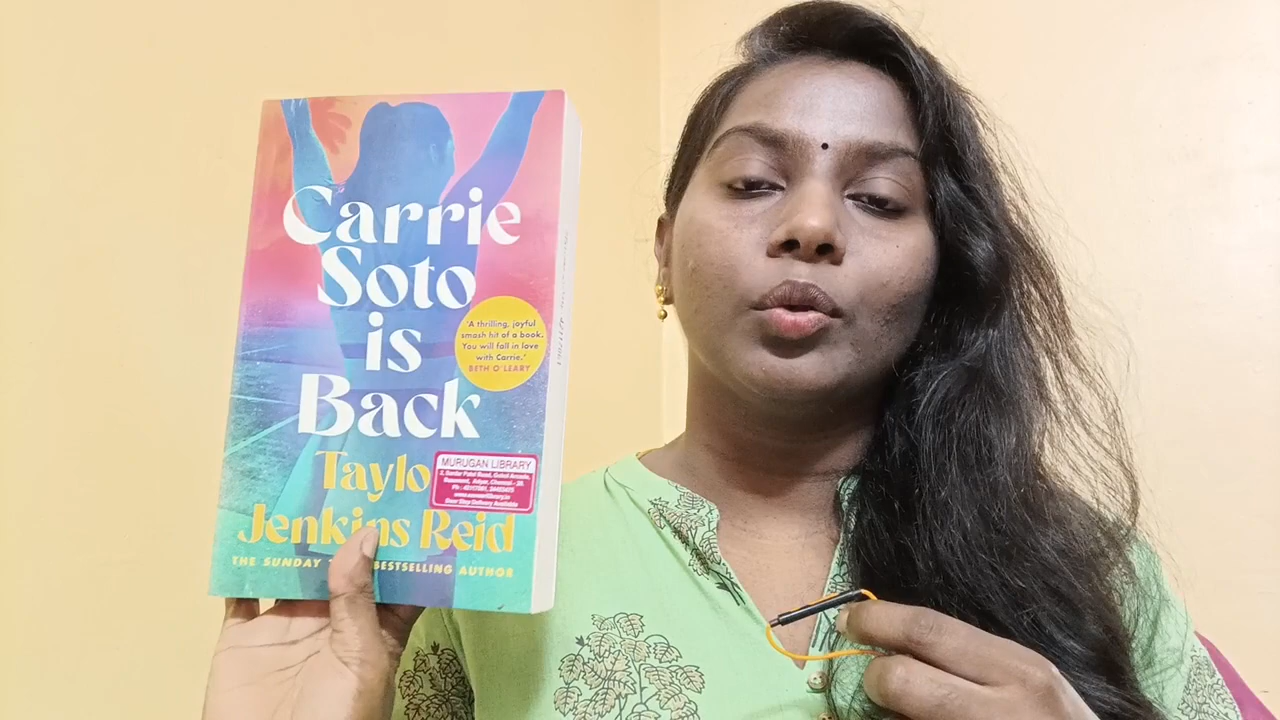 Carrie
Soto
is
Back
'A thrilling, joyful
smash hit of a book.
You will fall in love
with Carrie.'
BETH O'LEARY
Taylo
MURUGAN LIBRARY
Jenkins Reid
THE SUNDAY BESTSELLING AUTHOR